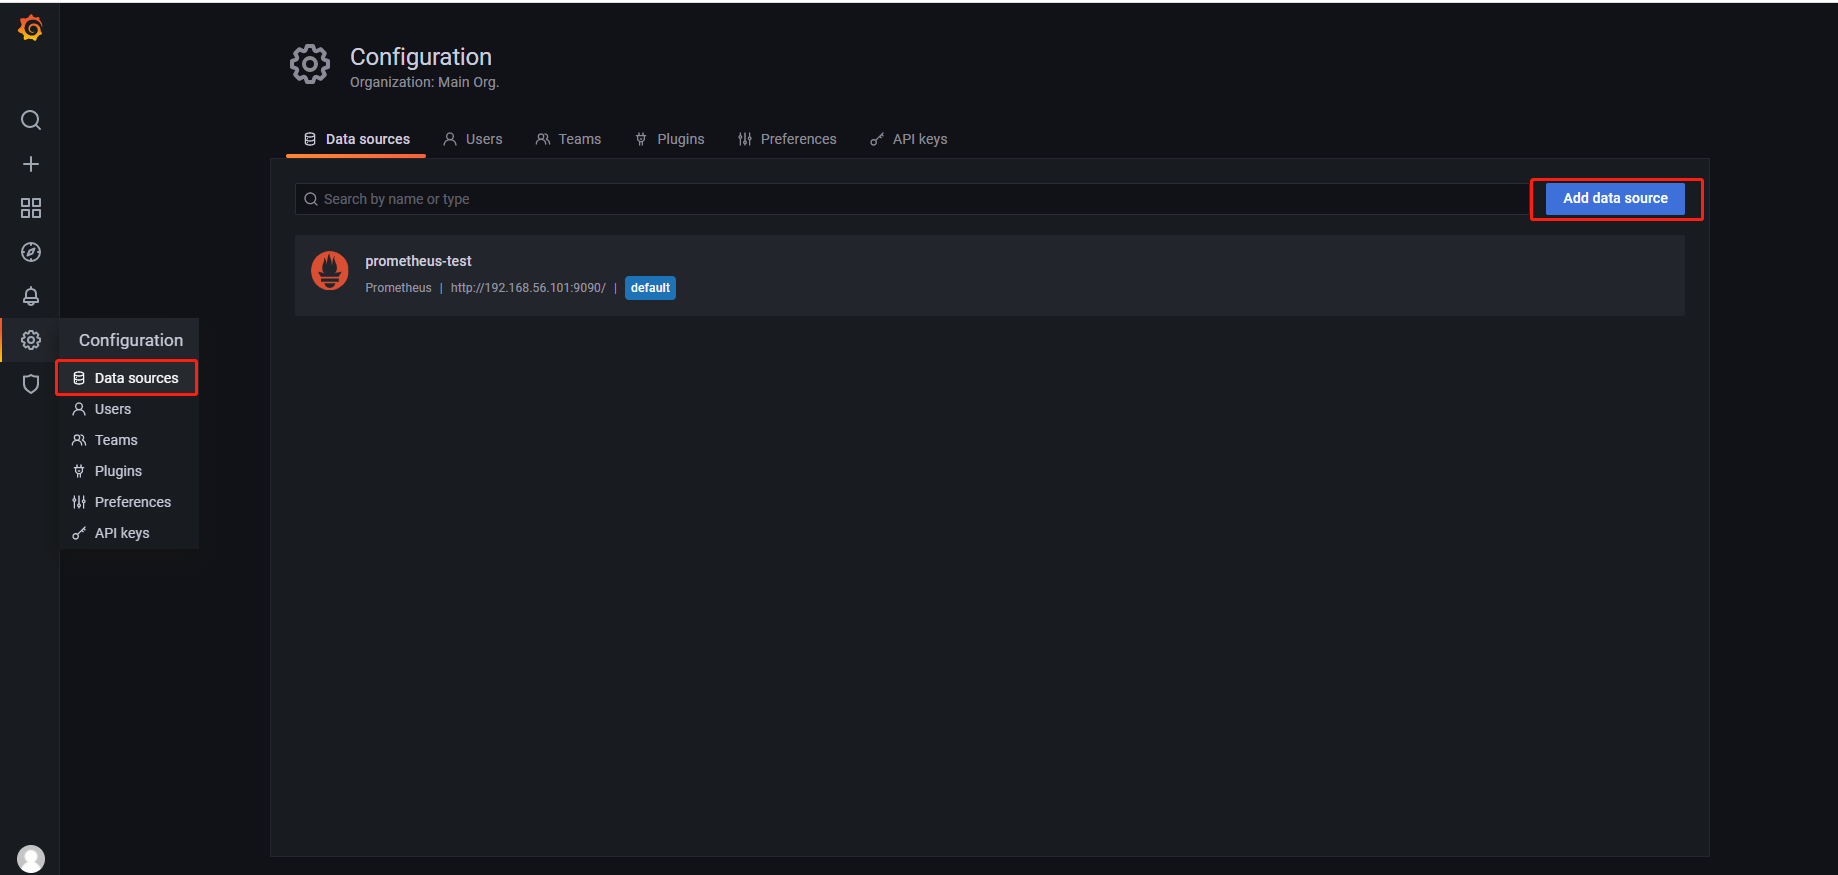 Configuration
Organization: Main Org.
Data sources Users Teams Plugins Preferences API keys
Search by name or type Add data source
prometheus-test
Prometheus | http://192.168.56.101:9090/ | default
Configuration
Data sources
Users
Teams
Plugins
Preferences
API keys